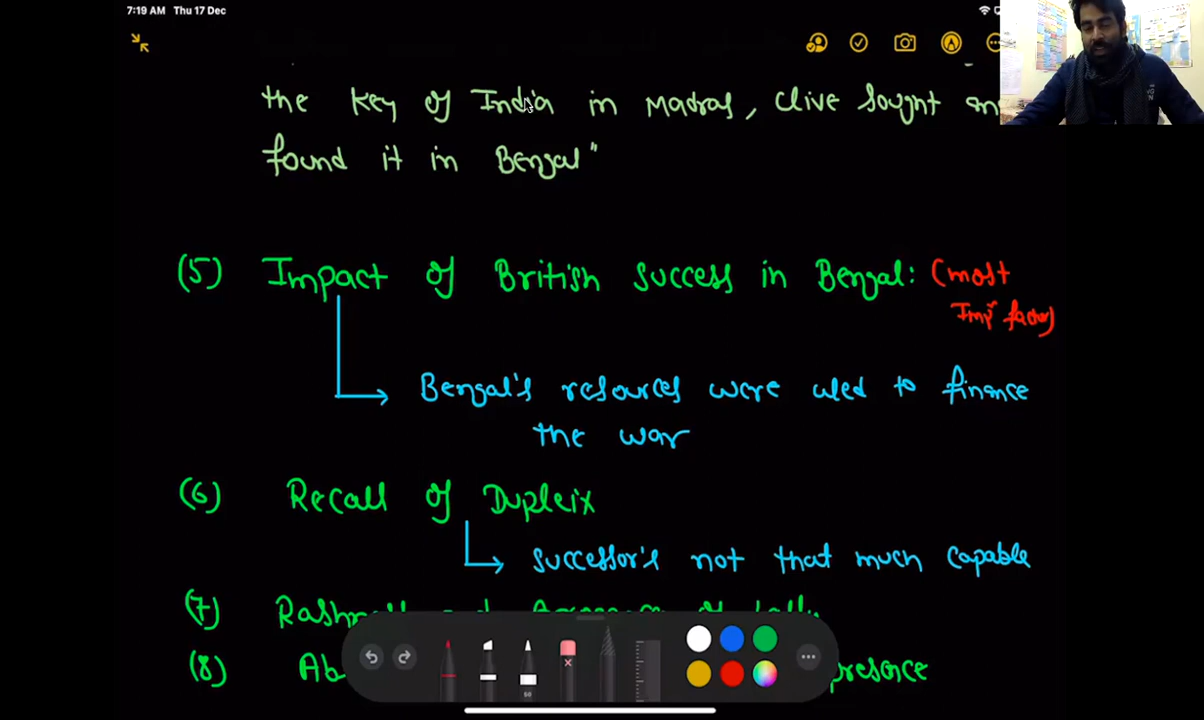 7:19 AM Thu 17 Dec
the key of India in Madras, Clive sought
found it in Bengal"
(5) Impact of British Success in Bengal: (most
Imp factor)
Bengal's resources were used to finance
the war
(6) Recall of Dupleix
Successor's not that much capable
(7)
(8)
presence
50